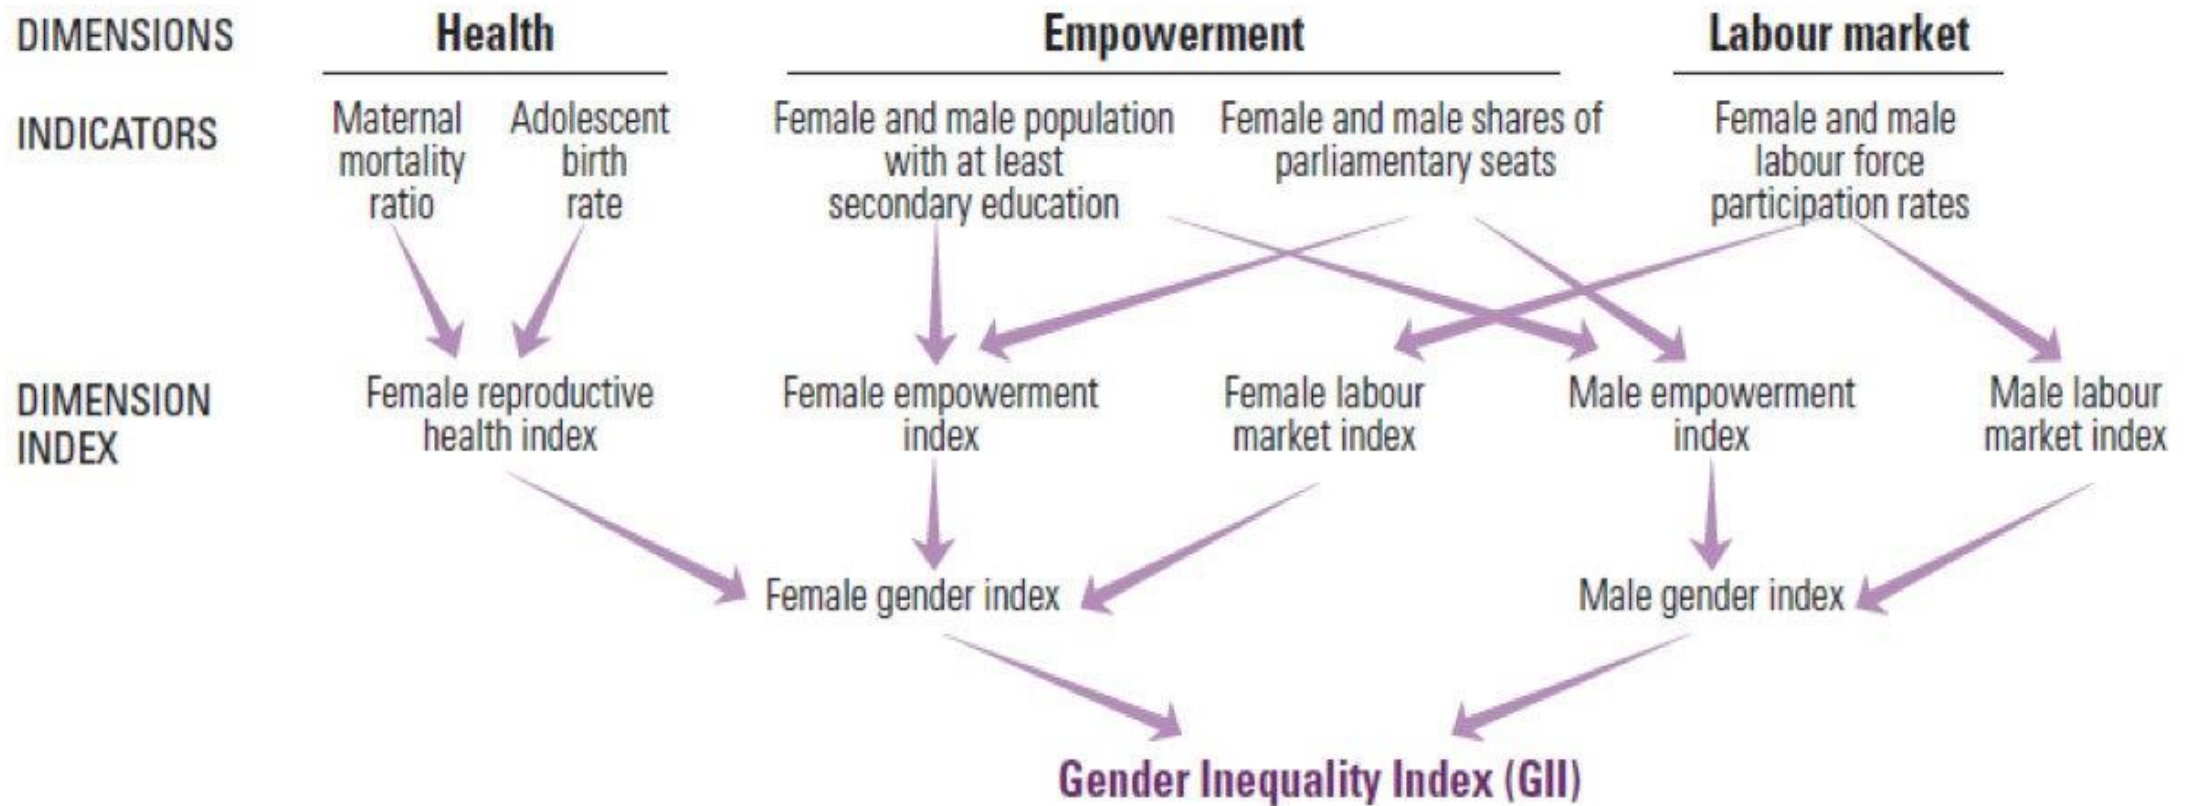 DIMENSIONS
Health
Empowerment
Labour market
INDICATORS
Maternal
mortality
ratio
Adolescent
birth
rate
Female and male population
with at least
secondary education
Female and male shares of
parliamentary seats
Female and male
labour force
participation rates
DIMENSION
INDEX
Female reproductive
health index
Female empowerment
index
Female labour
market index
Male empowerment
index
Male labour
market index
Female gender index
Male gender index
Gender Inequality Index (GII)